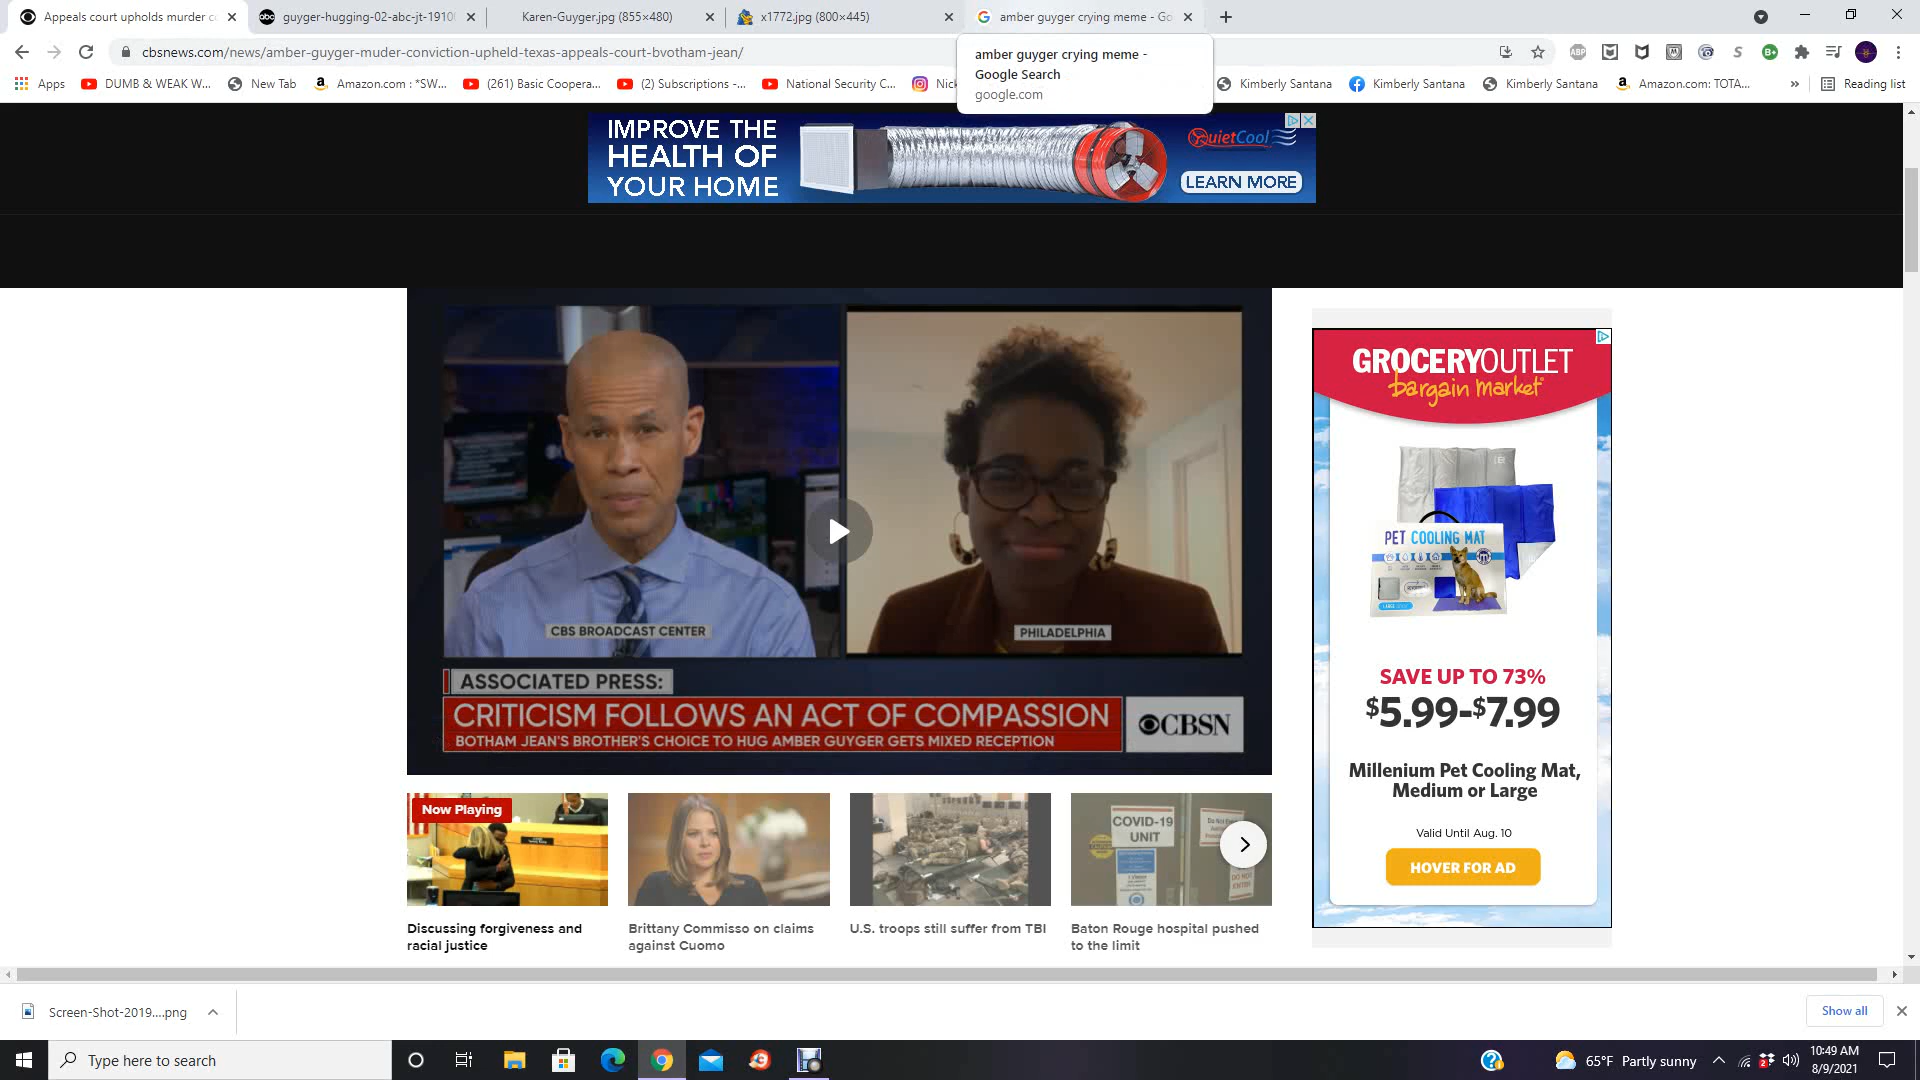 Appeals court upholds murder c
guyger-hugging-02-abc-jt-1910
Karen-Guyger.jpg (855×480)
x1772.jpg (800×445)
amber guyger crying meme - Go
cbsnews.com/news/amber-guyger-muder-conviction-upheld-texas-appeals-court-bvotham-jean/
amber guyger crying meme -
Google Search
google.com
Apps
DUMB & WEAK W...
New Tab
Amazon.com : *SW...
(261) Basic Coopera...
(2) Subscriptions -...
National Security C...
Nick
Kimberly Santana
Kimberly Santana
Kimberly Santana
Amazon.com: TOTA...
Reading list
IMPROVE THE
HEALTH OF
YOUR HOME
QuietCool
LEARN MORE
CBS BROADCAST CENTER
PHILADELPHIA
ASSOCIATED PRESS:
CRITICISM FOLLOWS AN ACT OF COMPASSION
BOTHAM JEAN'S BROTHER'S CHOICE TO HUG AMBER GUYGER GETS MIXED RECEPTION
CBSN
GROCERYOUTLET
bargain market
PET COOLING MAT
SAVE UP TO 73%
$5.99-$7.99
Millenium Pet Cooling Mat,
Medium or Large
Valid Until Aug. 10
HOVER FOR AD
Now Playing
COVID-19
UNIT
DO NOT
ENTER!
Discussing forgiveness and
racial justice
Brittany Commisso on claims
against Cuomo
U.S. troops still suffer from TBI
Baton Rouge hospital pushed
to the limit
Screen-Shot-2019....png
Show all
Type here to search
65°F Partly sunny
10:49 AM
8/9/2021